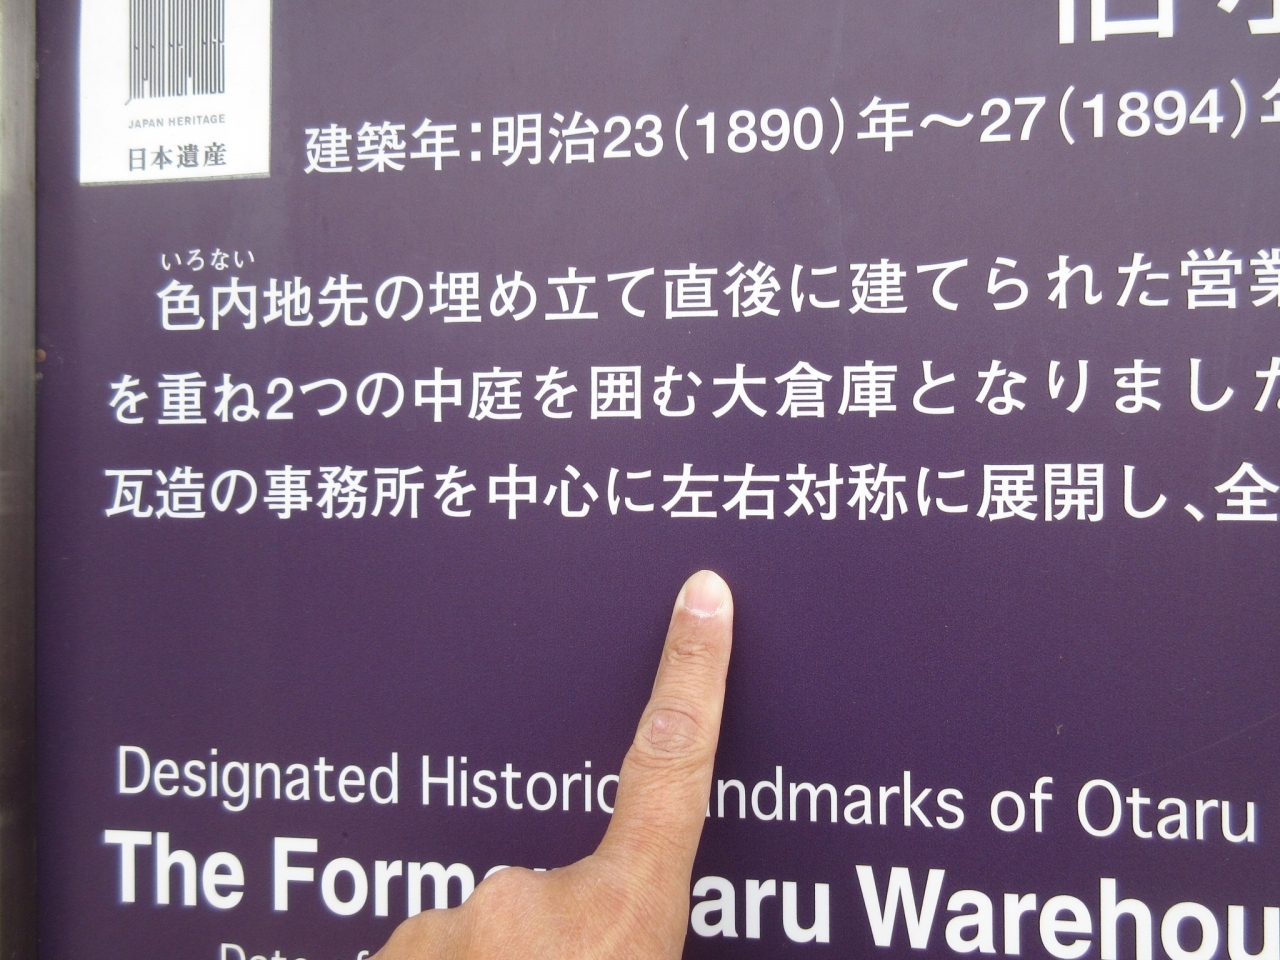 JAPAN HERITAGE
日本遺産
建築年：明治23（1890）年～27（1894）年
いろない
色内地先の埋め立て直後に建てられた営業
を重ね2つの中庭を囲む大倉庫となりました
瓦造の事務所を中心に左右対称に展開し、全
Designated Historic andmarks of Otaru
The Forme aru Warehou